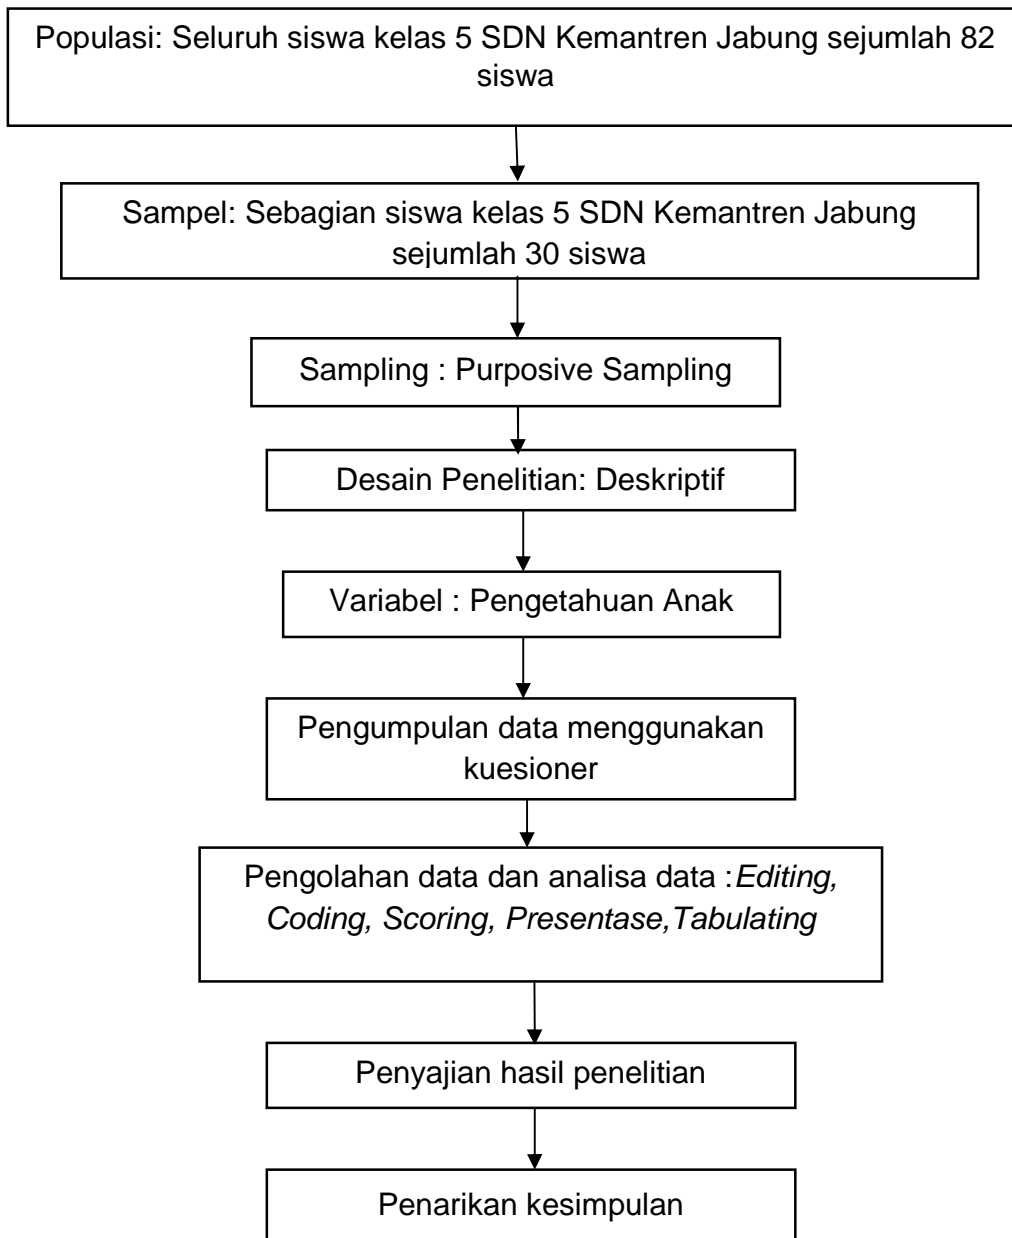 Populasi: Seluruh siswa kelas 5 SDN Kemantren Jabung sejumlah 82
siswa
Sampel: Sebagian siswa kelas 5 SDN Kemantren Jabung
sejumlah 30 siswa
Sampling : Purposive Sampling
Desain Penelitian: Deskriptif
Variabel : Pengetahuan Anak
Pengumpulan data menggunakan
kuesioner
Pengolahan data dan analisa data :Editing,
Coding, Scoring, Presentase,Tabulating
Penyajian hasil penelitian
Penarikan kesimpulan